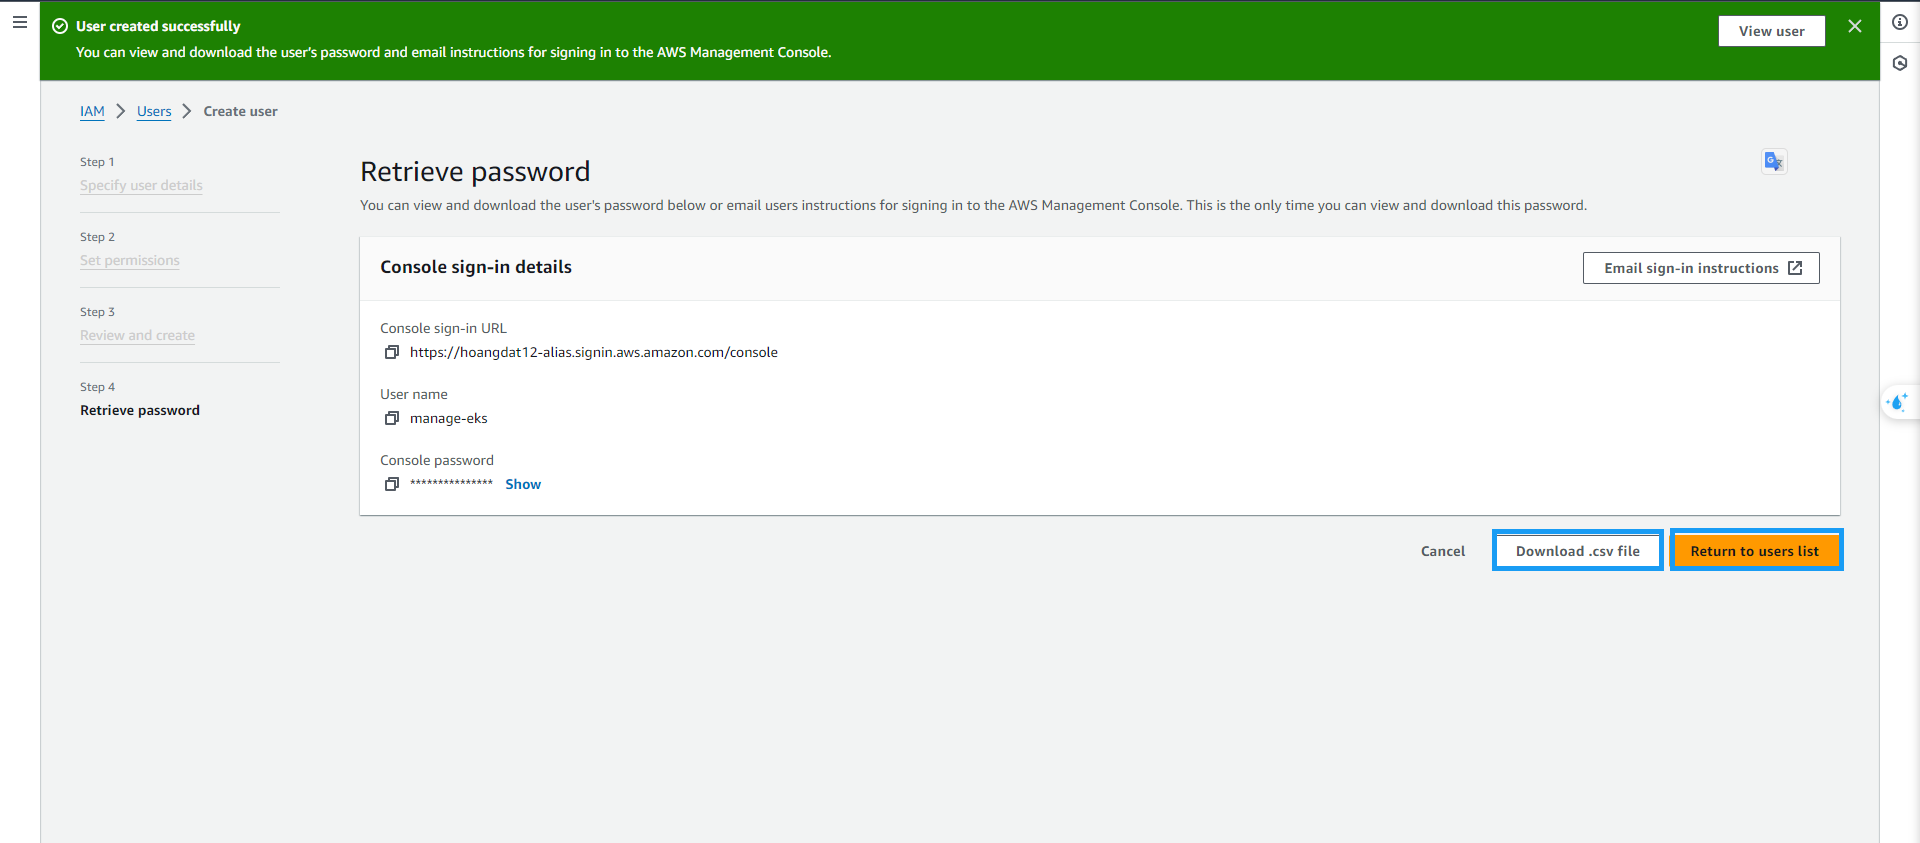 User created successfully
You can view and download the user's password and email instructions for signing in to the AWS Management Console.
View user
IAM > Users > Create user
Step 1
Specify user details
Step 2
Set permissions
Step 3
Review and create
Step 4
Retrieve password
Retrieve password
You can view and download the user's password below or email users instructions for signing in to the AWS Management Console. This is the only time you can view and download this password.
Console sign-in details
Email sign-in instructions
Console sign-in URL
https://hoangdat12-alias.signin.aws.amazon.com/console
User name
manage-eks
Console password
*************** Show
Cancel
Download .csv file
Return to users list